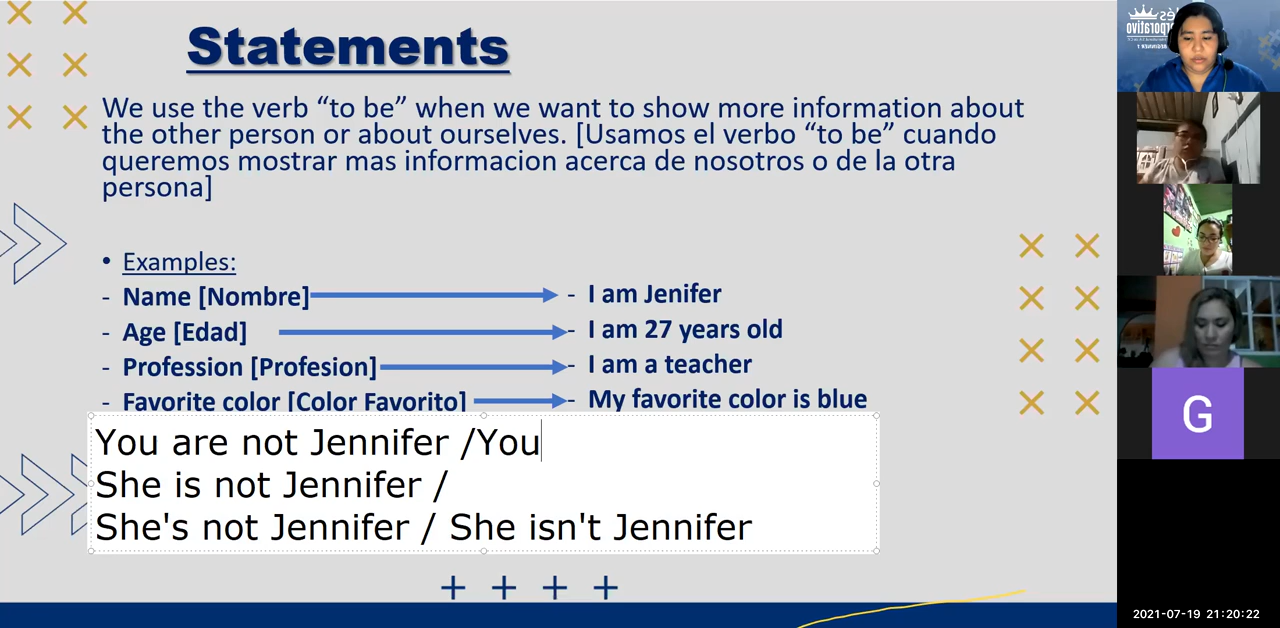 Statements
We use the verb “to be” when we want to show more information about
the other person or about ourselves. [Usamos el verbo “to be” cuando
queremos mostrar mas informacion acerca de nosotros o de la otra
persona]
• Examples:
- Name [Nombre] - I am Jenifer
- Age [Edad] - I am 27 years old
- Profession [Profesion] - I am a teacher
- Favorite color [Color Favorito] - My favorite color is blue
You are not Jennifer /You
She is not Jennifer /
She's not Jennifer / She isn't Jennifer
G
2021-07-19 21:20:22